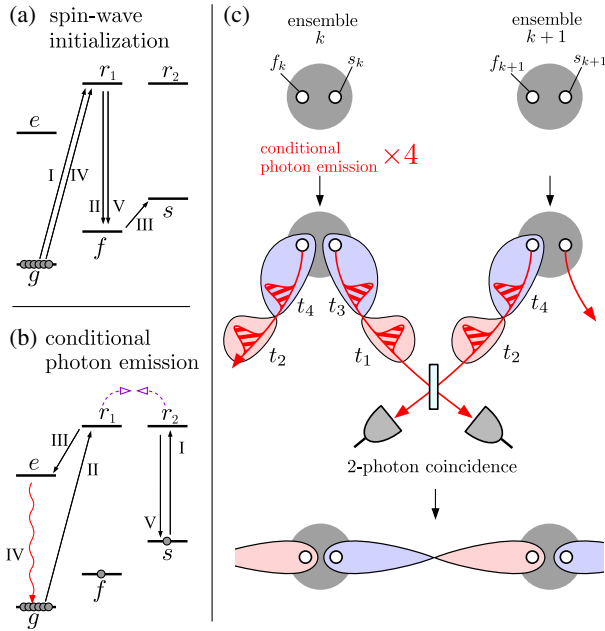 (a) spin-wave
initialization
r₁ r₂
e
I IV
II V
III
s
f
g
(b) conditional
photon emission
r₁ r₂
III
I
e
II
V
IV
s
f
g
(c)
ensemble
k
ensemble
k + 1
fₖ sₖ
fₖ₊₁ sₖ₊₁
conditional
photon emission ×4
t₄ t₃ t₄
t₂ t₁ t₂
2-photon coincidence